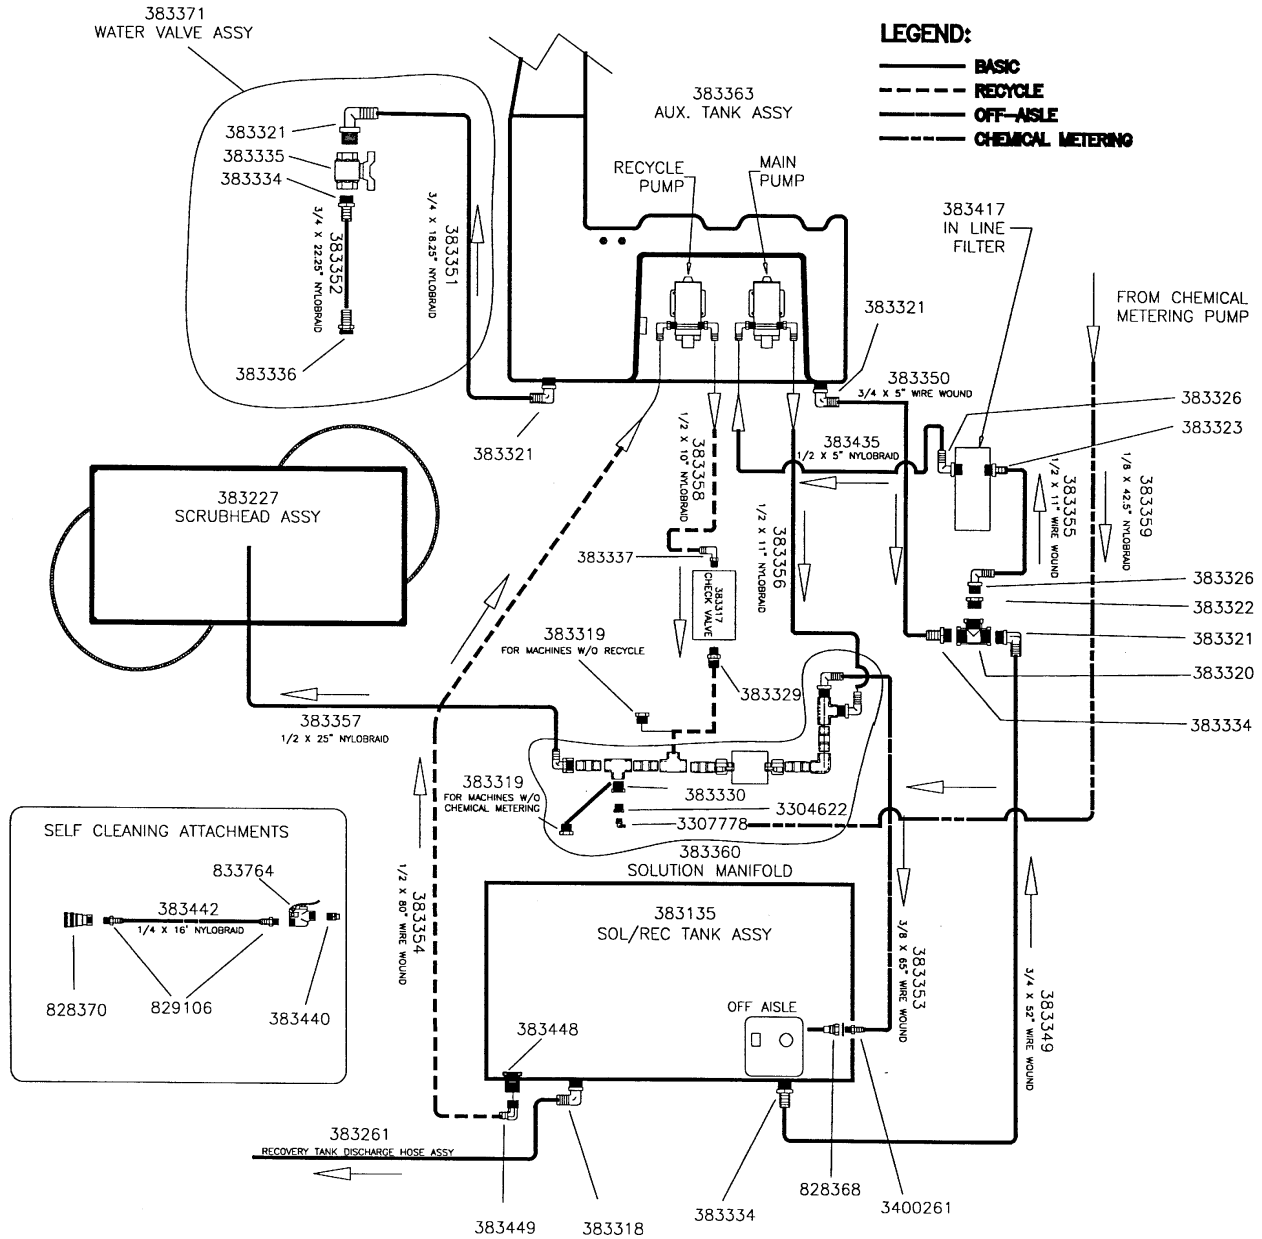 383371
WATER VALVE ASSY
LEGEND:
BASIC
RECYCLE
OFF-AISLE
CHEMICAL METERING
383363
AUX. TANK ASSY
383321
383335
383334
383352
3/4 X 22.25" NYLOBRAID
383351
3/4 X 18.25" NYLOBRAID
383336
RECYCLE
PUMP
MAIN
PUMP
383417
IN LINE
FILTER
FROM CHEMICAL
METERING PUMP
383321
383350
3/4 X 5" WIRE WOUND
383326
383323
383321
383435
1/2 X 5" NYLOBRAID
383358
1/2 X 10" NYLOBRAID
383356
1/2 X 11" NYLOBRAID
383355
1/2 X 11" WIRE WOUND
383359
1/8 X 42.5" NYLOBRAID
383227
SCRUBHEAD ASSY
383337
383317
CHECK VALVE
383326
383322
383321
383320
383334
383319
FOR MACHINES W/O RECYCLE
383329
383357
1/2 X 25" NYLOBRAID
383319
FOR MACHINES W/O
CHEMICAL METERING
383330
3304622
3307778
383360
SOLUTION MANIFOLD
SELF CLEANING ATTACHMENTS
833764
383442
1/4 X 16' NYLOBRAID
828370
829106
383440
383354
1/2 X 80" WIRE WOUND
383135
SOL/REC TANK ASSY
OFF AISLE
383353
3/8 X 65" WIRE WOUND
383349
3/4 X 52" WIRE WOUND
383448
383261
RECOVERY TANK DISCHARGE HOSE ASSY
383449
383318
383334
828368
3400261